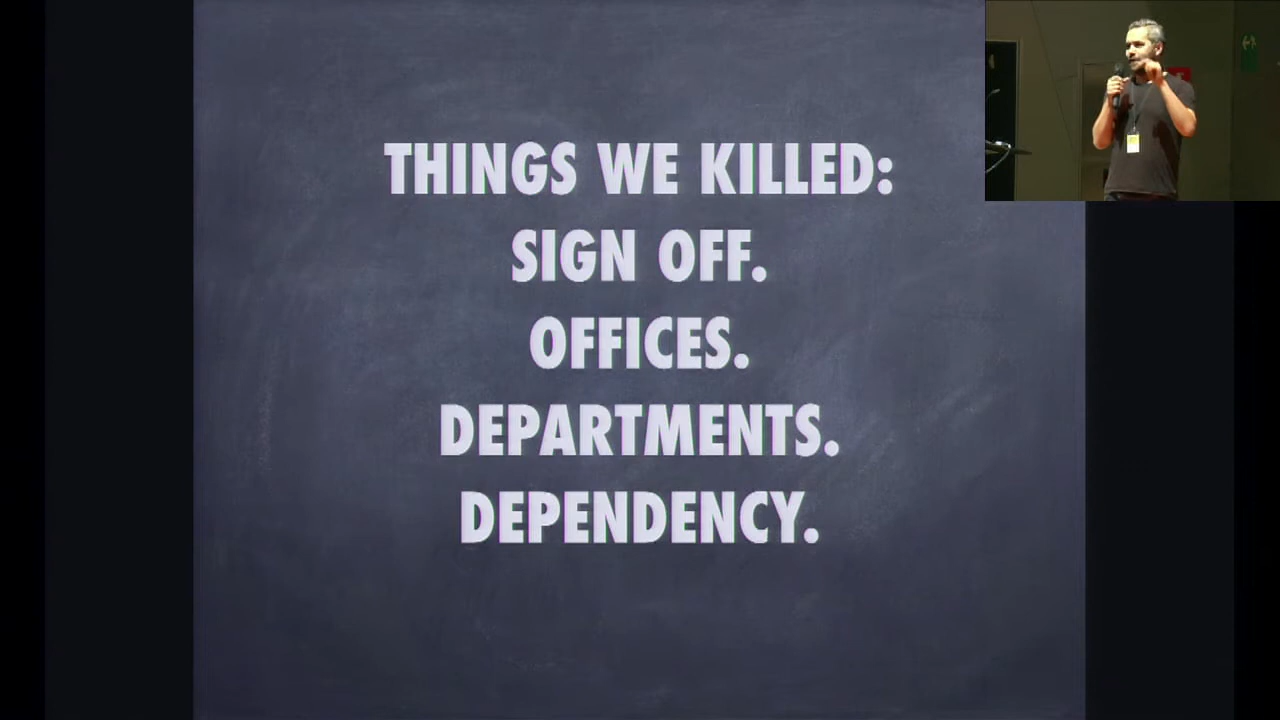 THINGS WE KILLED:
SIGN OFF.
OFFICES.
DEPARTMENTS.
DEPENDENCY.